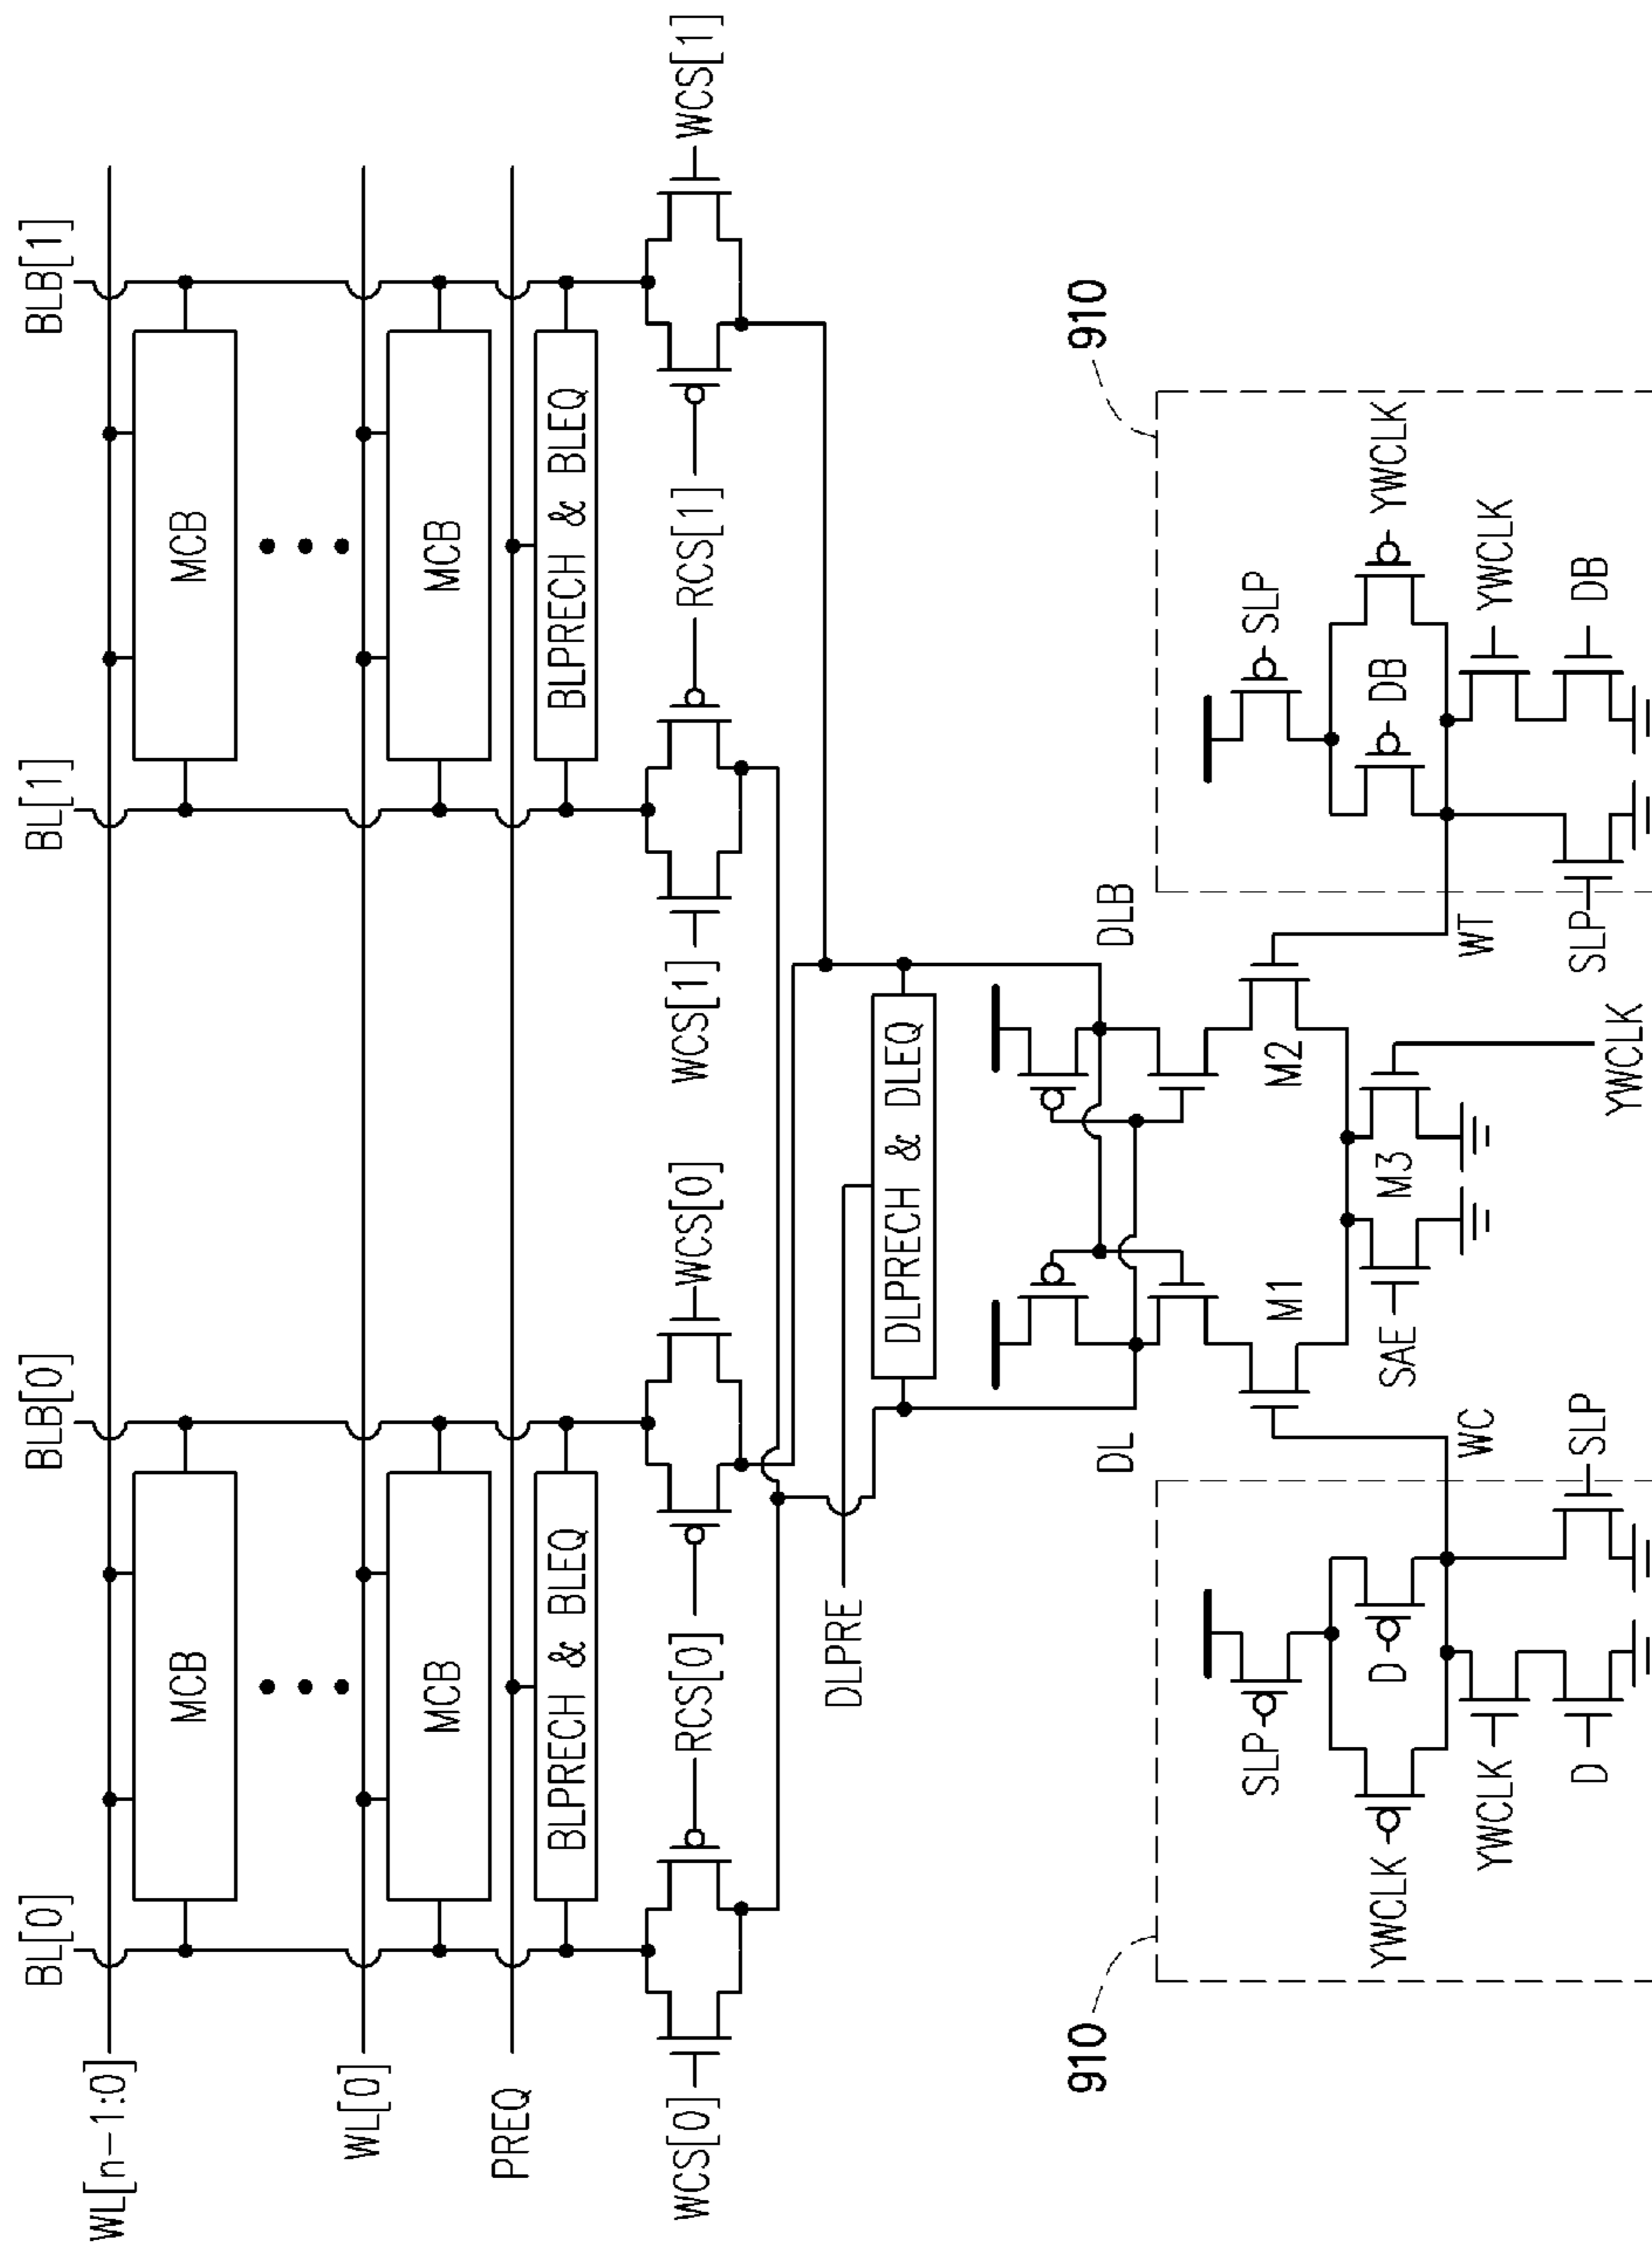 BL[0]
BLB[0]
BL[1]
BLB[1]
WL[n-1:0]
MCB
MCB
WL[0]
MCB
MCB
PREQ
BLPRECH & BLEQ
BLPRECH & BLEQ
WCS[0]
RCS[0]
WCS[0]
WCS[1]
RCS[1]
WCS[1]
DLPRE
DLPRECH & DLEQ
910
DL
DLB
910
SLP
M1
M2
SLP
YWCLK
D
SAE
M3
DB
YWCLK
WC
WT
YWCLK
YWCLK
D
SLP
SLP
DB
YWCLK